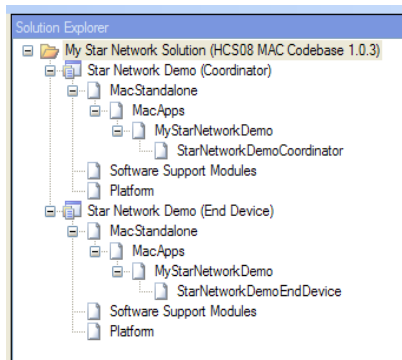 Solution Explorer
My Star Network Solution (HCS08 MAC Codebase 1.0.3)
Star Network Demo (Coordinator)
MacStandalone
MacApps
MyStarNetworkDemo
StarNetworkDemoCoordinator
Software Support Modules
Platform
Star Network Demo (End Device)
MacStandalone
MacApps
MyStarNetworkDemo
StarNetworkDemoEndDevice
Software Support Modules
Platform